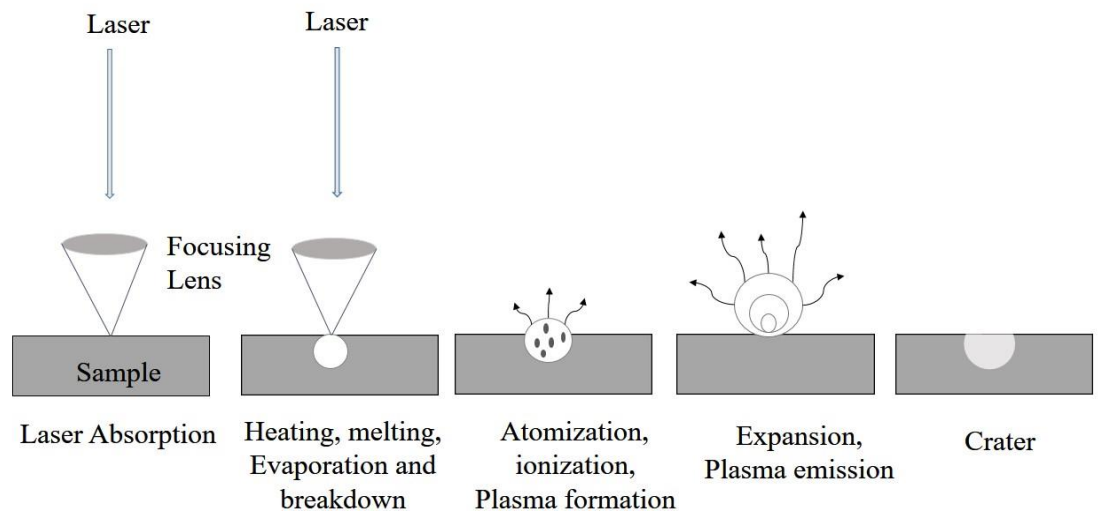 Laser
Laser
Focusing
Lens
Sample
Laser Absorption
Heating, melting,
Evaporation and
breakdown
Atomization,
ionization,
Plasma formation
Expansion,
Plasma emission
Crater